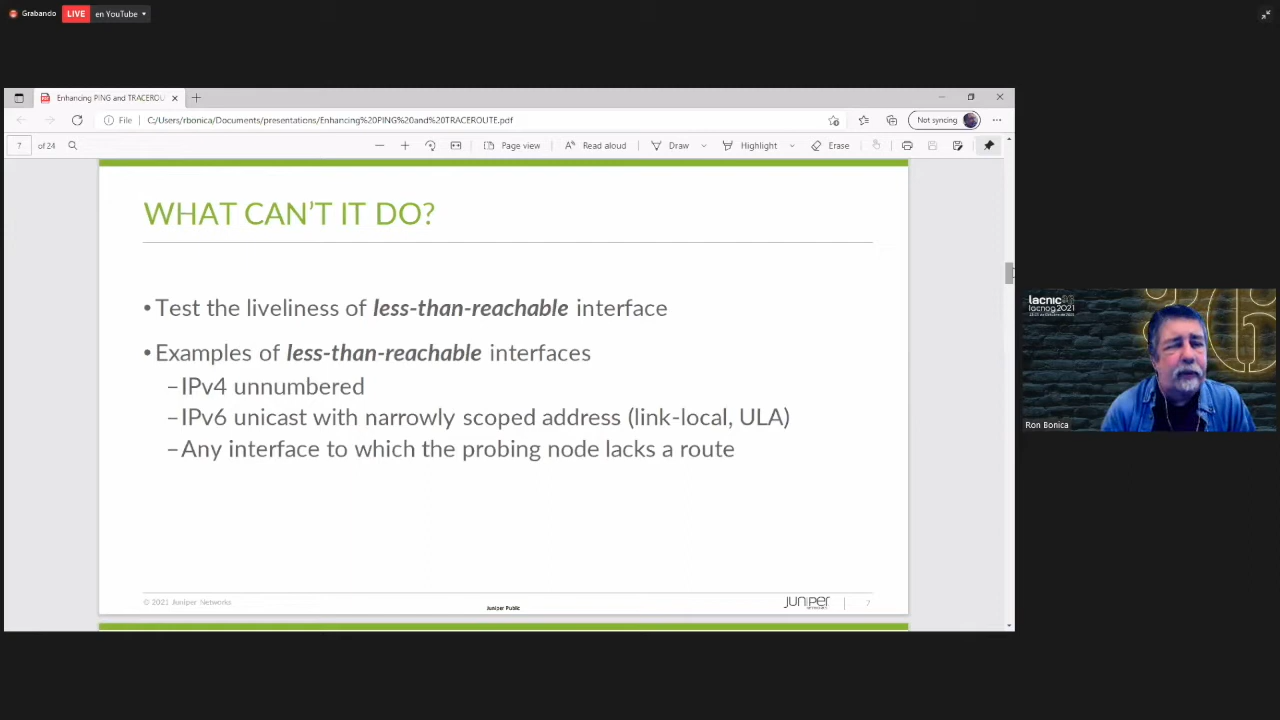 Grabando
LIVE
en YouTube
Enhancing PING and TRACEROU
File
C:/Users/rbonica/Documents/presentations/Enhancing%20PING%20and%20TRACEROUTE.pdf
Not syncing
7
of 24
Page view
Read aloud
Draw
Highlight
Erase
WHAT CAN'T IT DO?
• Test the liveliness of less-than-reachable interface
• Examples of less-than-reachable interfaces
–IPv4 unnumbered
–IPv6 unicast with narrowly scoped address (link-local, ULA)
–Any interface to which the probing node lacks a route
© 2021 Juniper Networks
Juniper Public
JUNIPER
7
lacnic 36
lacnog 2021
Ron Bonica